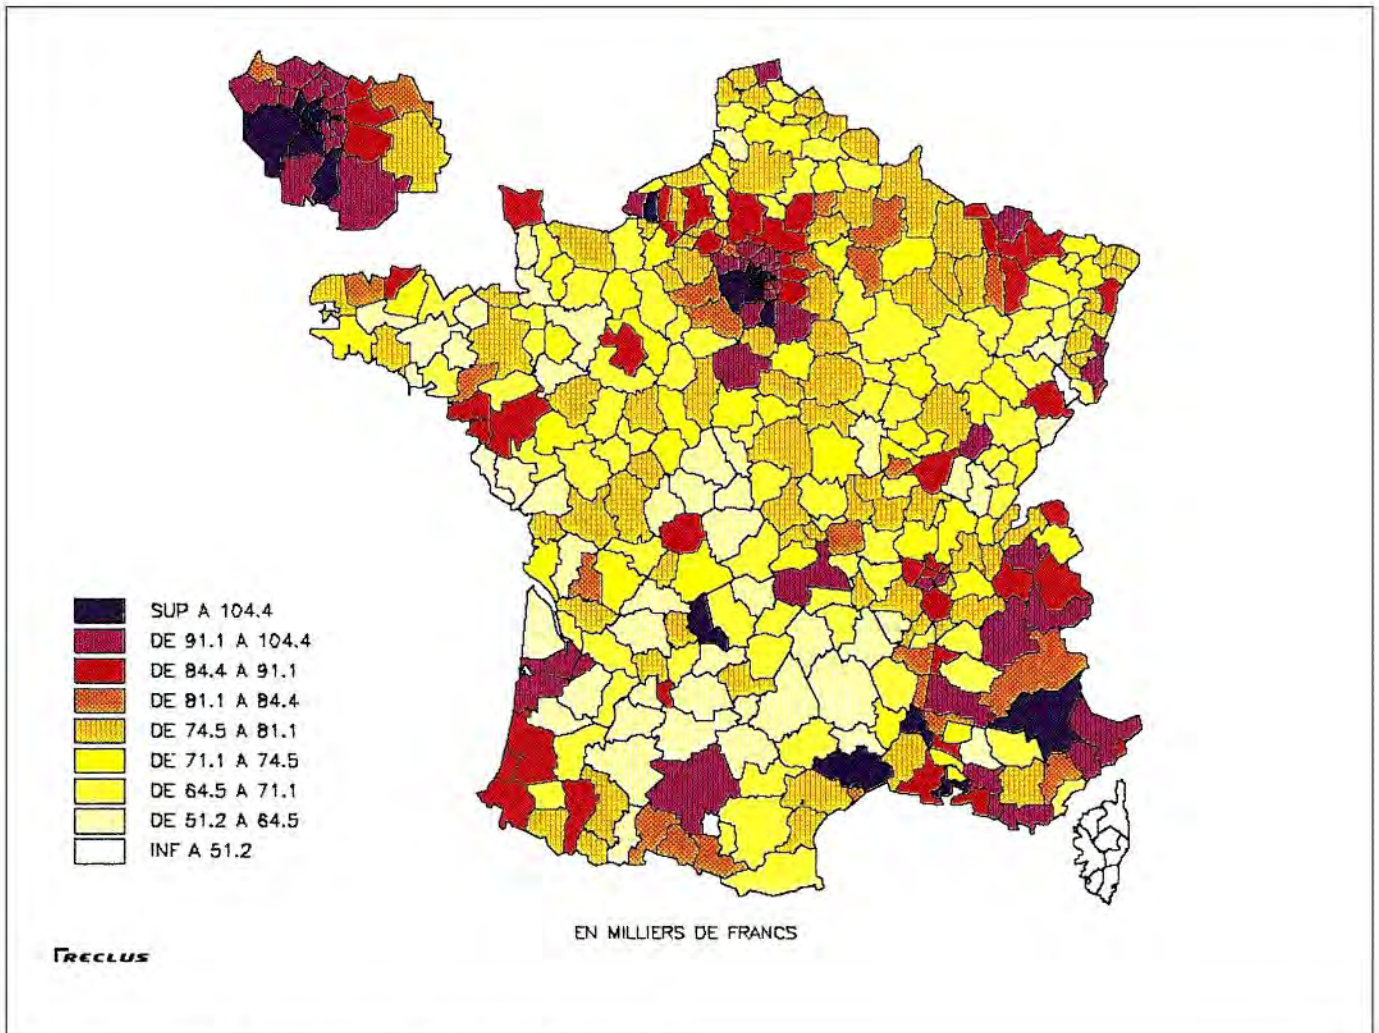 SUP A 104.4
DE 91.1 A 104.4
DE 84.4 A 91.1
DE 81.1 A 84.4
DE 74.5 A 81.1
DE 71.1 A 74.5
DE 64.5 A 71.1
DE 51.2 A 64.5
INF A 51.2
EN MILLIERS DE FRANCS
RECLUS